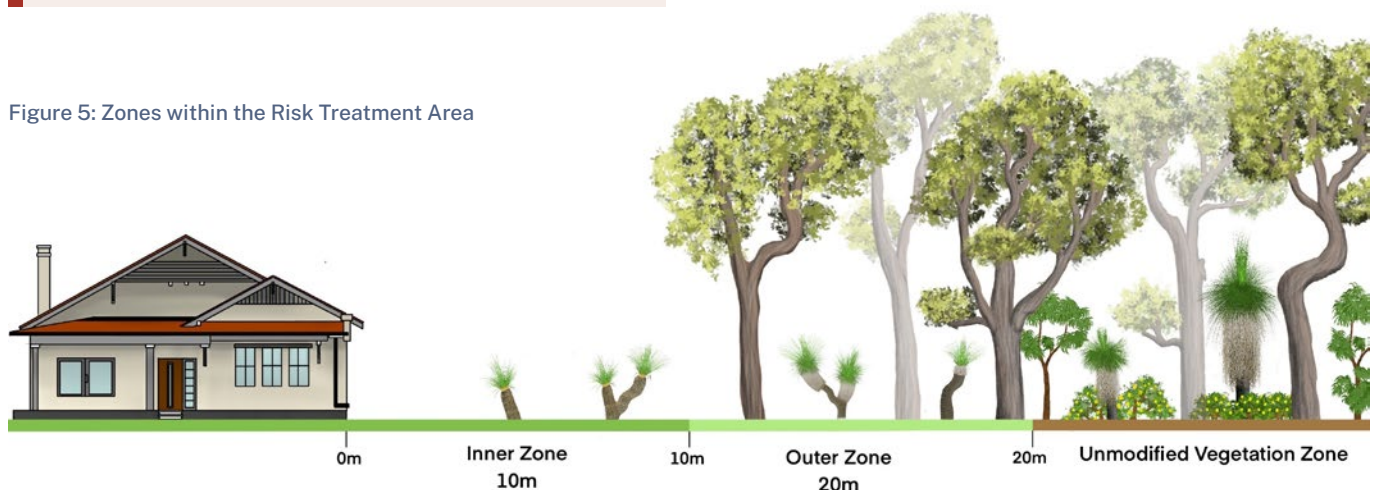 Figure 5: Zones within the Risk Treatment Area
0m
Inner Zone
10m
10m
Outer Zone
20m
20m
Unmodified Vegetation Zone